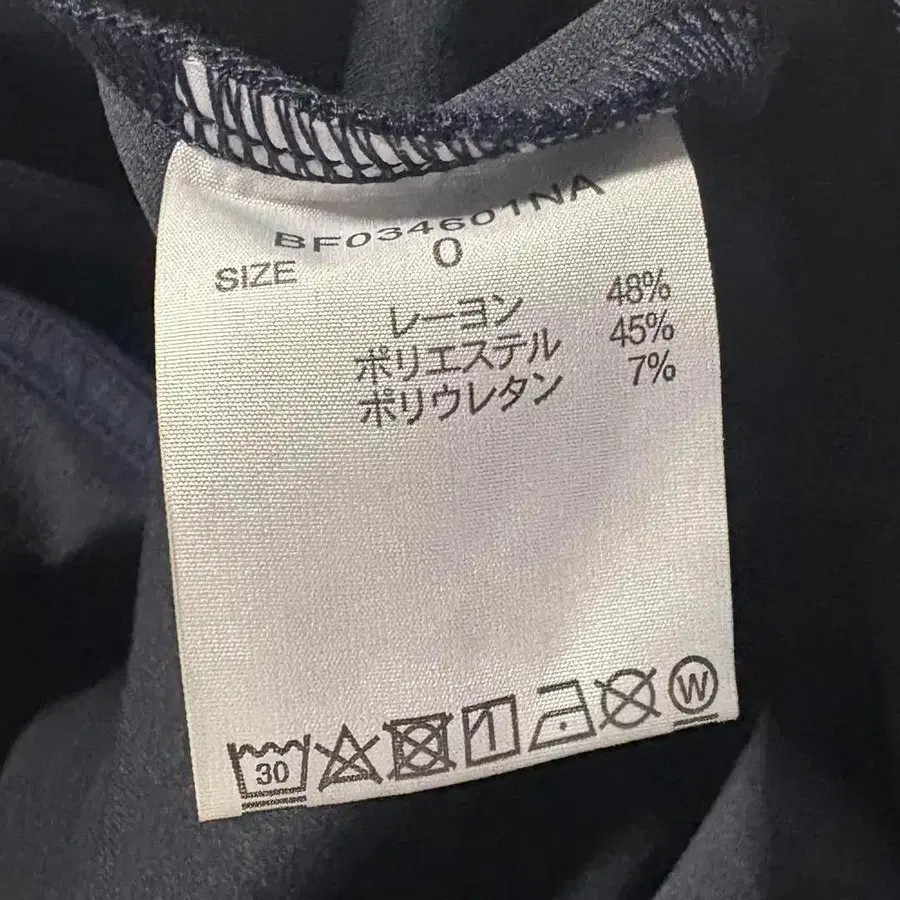 BF034601NA
SIZE 0
レーヨン 48%
ポリエステル 45%
ポリウレタン 7%
30 W